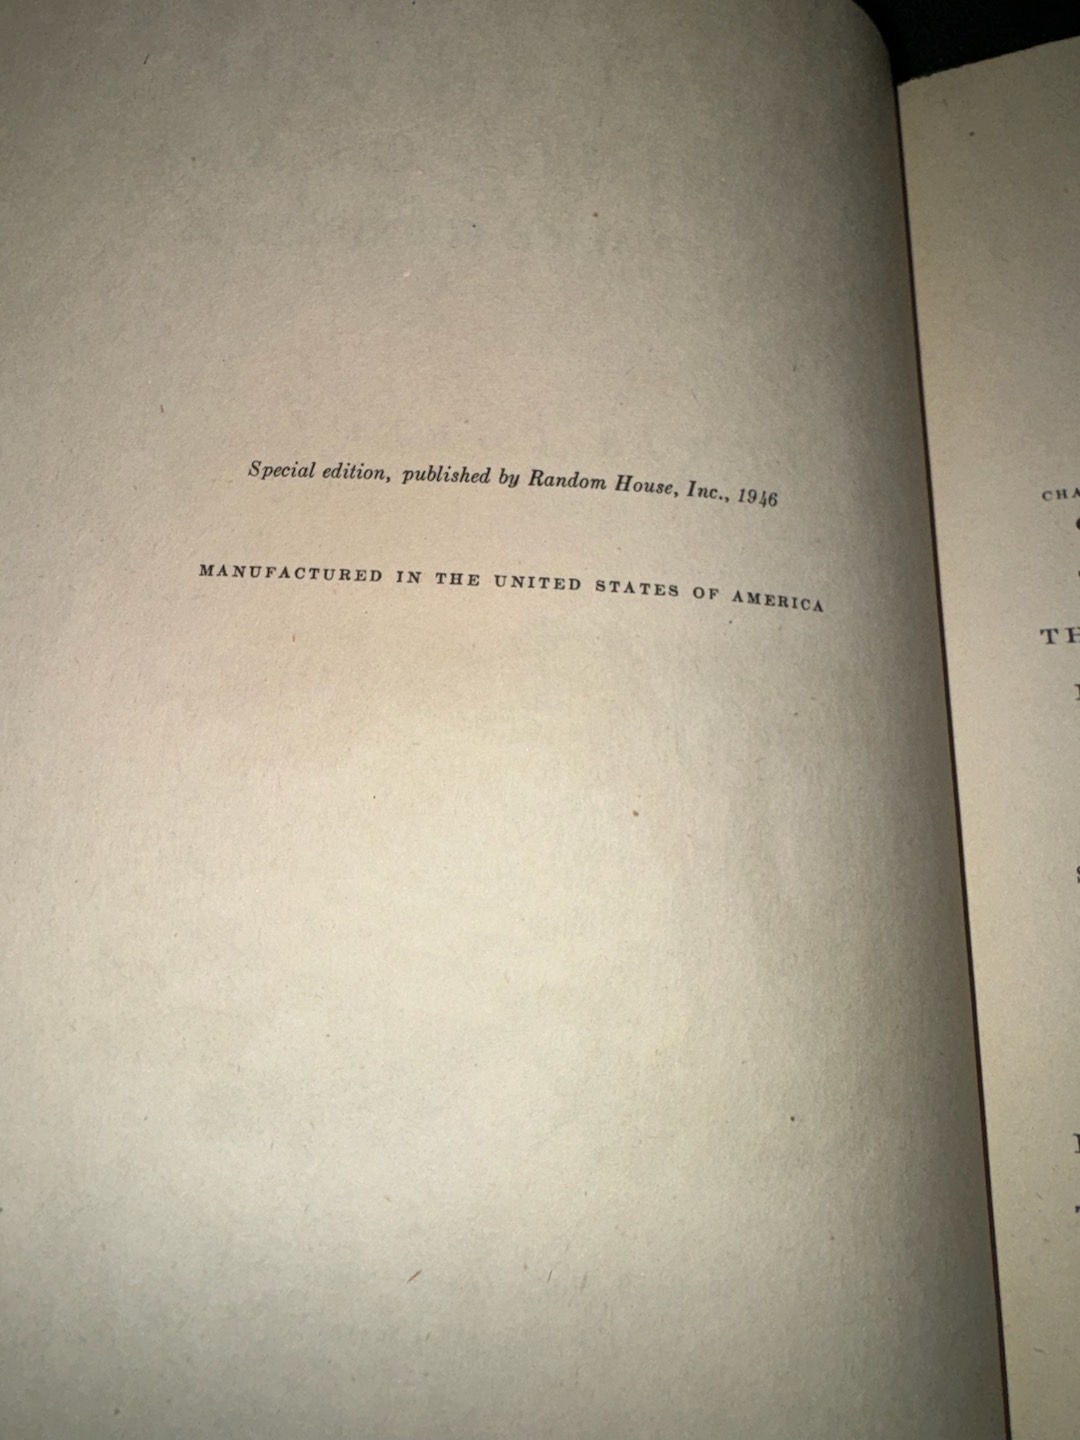 Special edition, published by Random House, Inc., 1946
MANUFACTURED IN THE UNITED STATES OF AMERICA